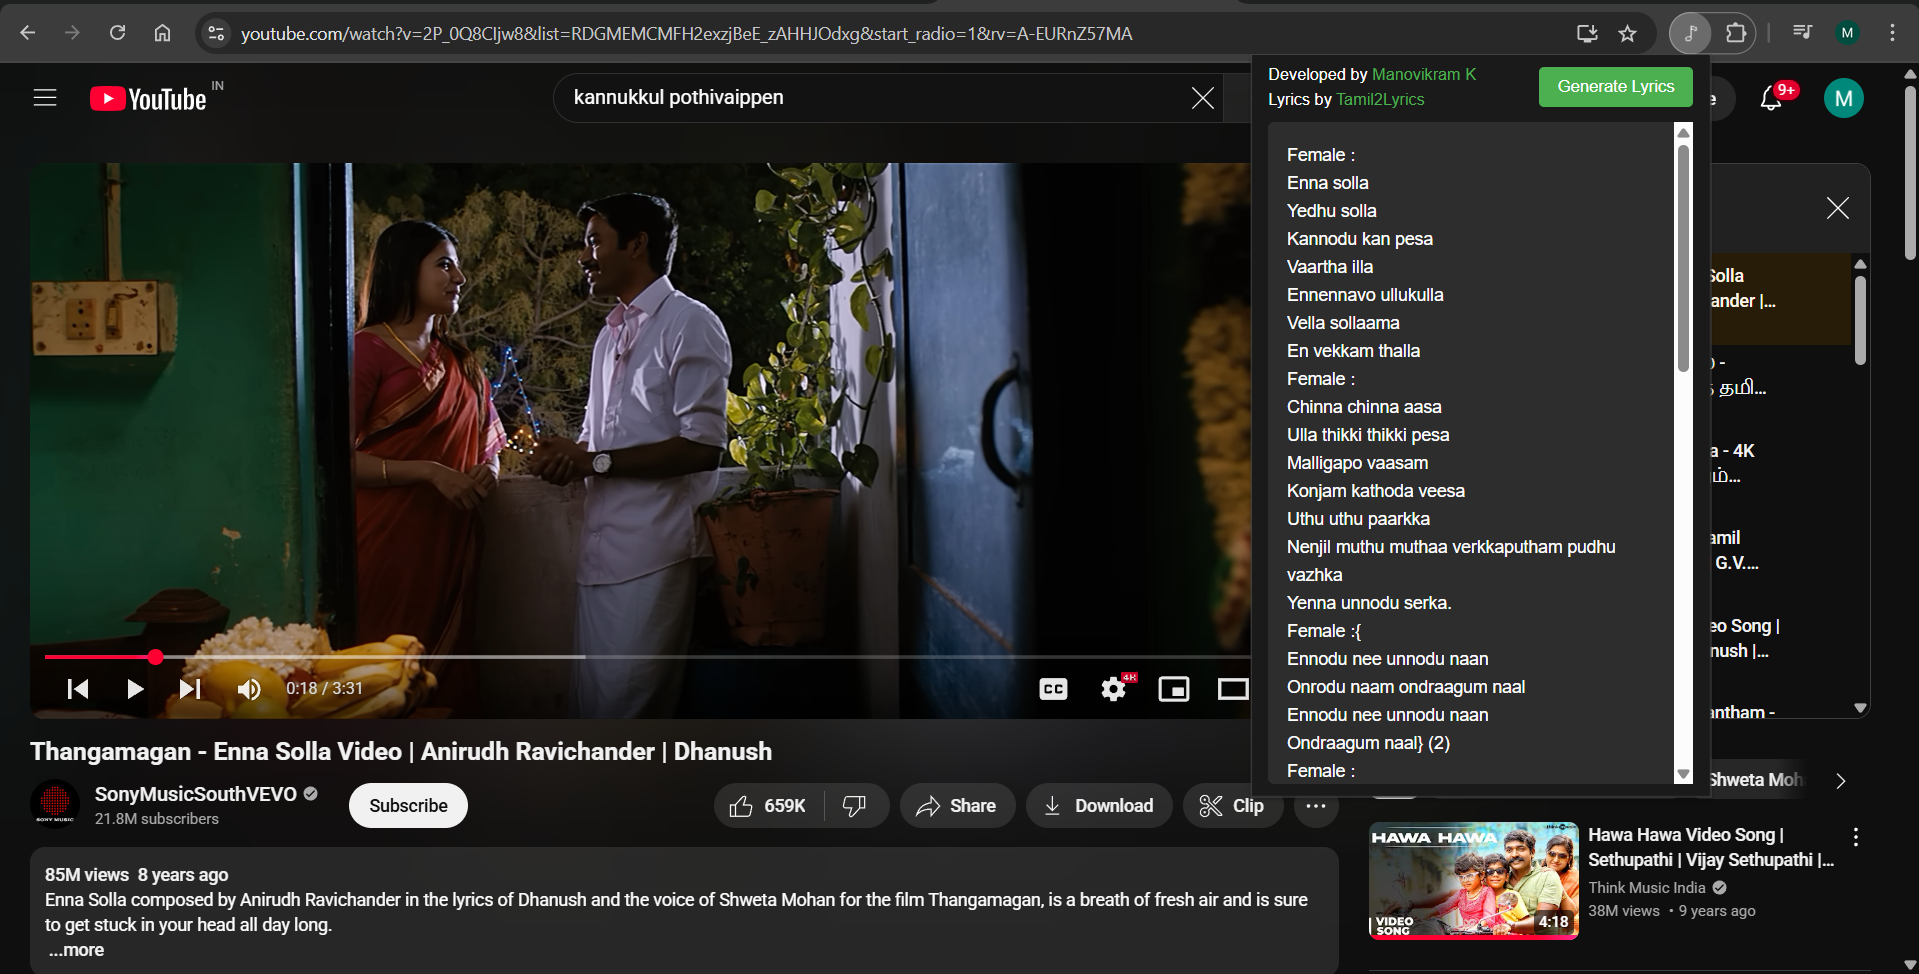 youtube.com/watch?v=2P_0Q8CIjw8&list=RDGMEMCMFH2exzjBeE_zAHHJOdxg&start_radio=1&rv=A-EURnZ57MA
M
YouTube IN
kannukkul pothivaippen
Developed by Manovikram K
Lyrics by Tamil2Lyrics
Generate Lyrics
9+
M
Female :
Enna solla
Yedhu solla
Kannodu kan pesa
Vaartha illa
Ennennavo ullukulla
Vella sollaama
En vekkam thalla
Female :
Chinna chinna aasa
Ulla thikki thikki pesa
Malligapo vaasam
Konjam kathoda veesa
Uthu uthu paarkka
Nenjil muthu muthaa verkkaputham pudhu
vazhka
Yenna unnodu serka.
Female :{
Ennodu nee unnodu naan
Onrodu naam ondraagum naal
Ennodu nee unnodu naan
Ondraagum naal} (2)
Female :
Solla
ander |...
தமி...
a - 4K
ம்...
amil
G.V....
eo Song |
nush |...
antham -
0:18 / 3:31
CC
4K
Thangamagan - Enna Solla Video | Anirudh Ravichander | Dhanush
SONY MUSIC
SonyMusicSouthVEVO
21.8M subscribers
Subscribe
659K
Share
Download
Clip
Shweta Moh
85M views 8 years ago
Enna Solla composed by Anirudh Ravichander in the lyrics of Dhanush and the voice of Shweta Mohan for the film Thangamagan, is a breath of fresh air and is sure
to get stuck in your head all day long.
...more
HAWA HAWA
VIDEO
SONG
4:18
Hawa Hawa Video Song |
Sethupathi | Vijay Sethupathi |...
Think Music India
38M views • 9 years ago